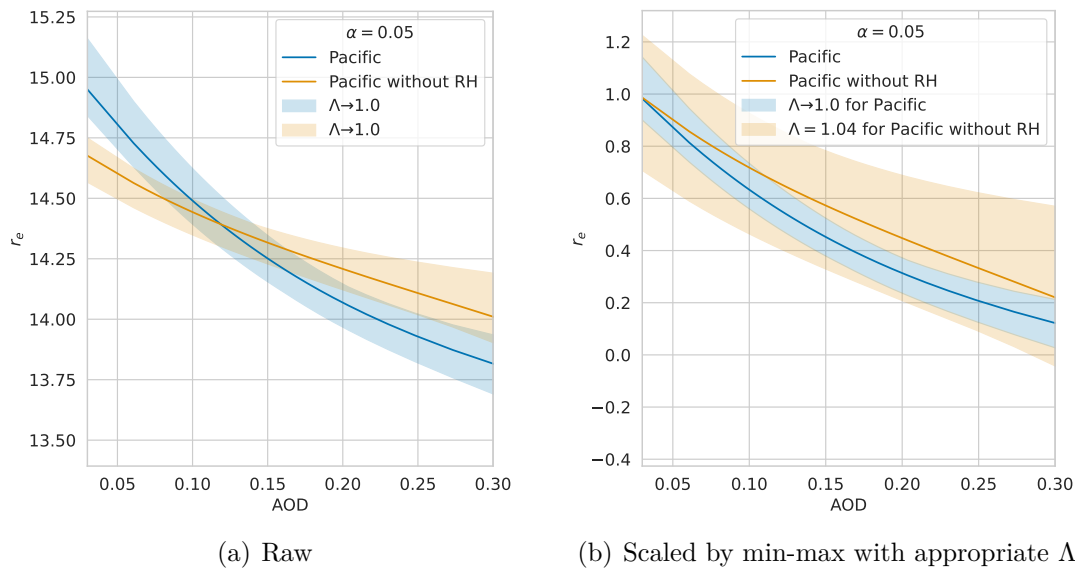 α = 0.05
Pacific
Pacific without RH
Λ→1.0
Λ→1.0
15.25
15.00
14.75
14.50
14.25
14.00
13.75
13.50
r_e
0.05 0.10 0.15 0.20 0.25 0.30
AOD
(a) Raw
α = 0.05
Pacific
Pacific without RH
Λ→1.0 for Pacific
Λ = 1.04 for Pacific without RH
1.2
1.0
0.8
0.6
0.4
0.2
0.0
−0.2
−0.4
r_e
0.05 0.10 0.15 0.20 0.25 0.30
AOD
(b) Scaled by min-max with appropriate Λ